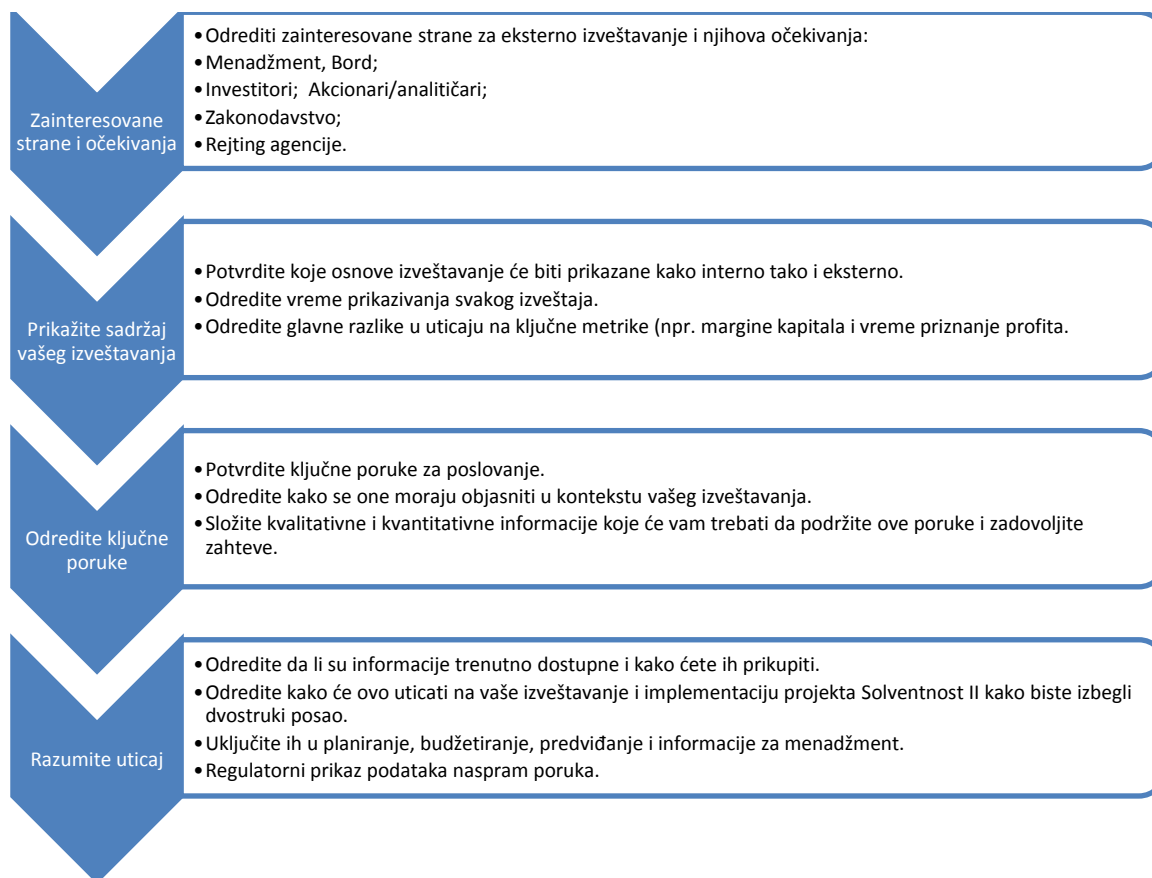 Zainteresovane
strane i očekivanja
•Odrediti zainteresovane strane za eksterno izveštavanje i njihova očekivanja:
•Menadžment, Bord;
•Investitori;  Akcionari/analitičari;
•Zakonodavstvo;
•Rejting agencije.
Prikažite sadržaj
vašeg izveštavanja
•Potvrdite koje osnove izveštavanje će biti prikazane kako interno tako i eksterno.
•Odredite vreme prikazivanja svakog izveštaja.
•Odredite glavne razlike u uticaju na ključne metrike (npr. margine kapitala i vreme priznanje profita.
Odredite ključne
poruke
•Potvrdite ključne poruke za poslovanje.
•Odredite kako se one moraju objasniti u kontekstu vašeg izveštavanja.
•Složite kvalitativne i kvantitativne informacije koje će vam trebati da podržite ove poruke i zadovoljite
zahteve.
Razumite uticaj
•Odredite da li su informacije trenutno dostupne i kako ćete ih prikupiti.
•Odredite kako će ovo uticati na vaše izveštavanje i implementaciju projekta Solventnost II kako biste izbegli
dvostruki posao.
•Uključite ih u planiranje, budžetiranje, predviđanje i informacije za menadžment.
•Regulatorni prikaz podataka naspram poruka.